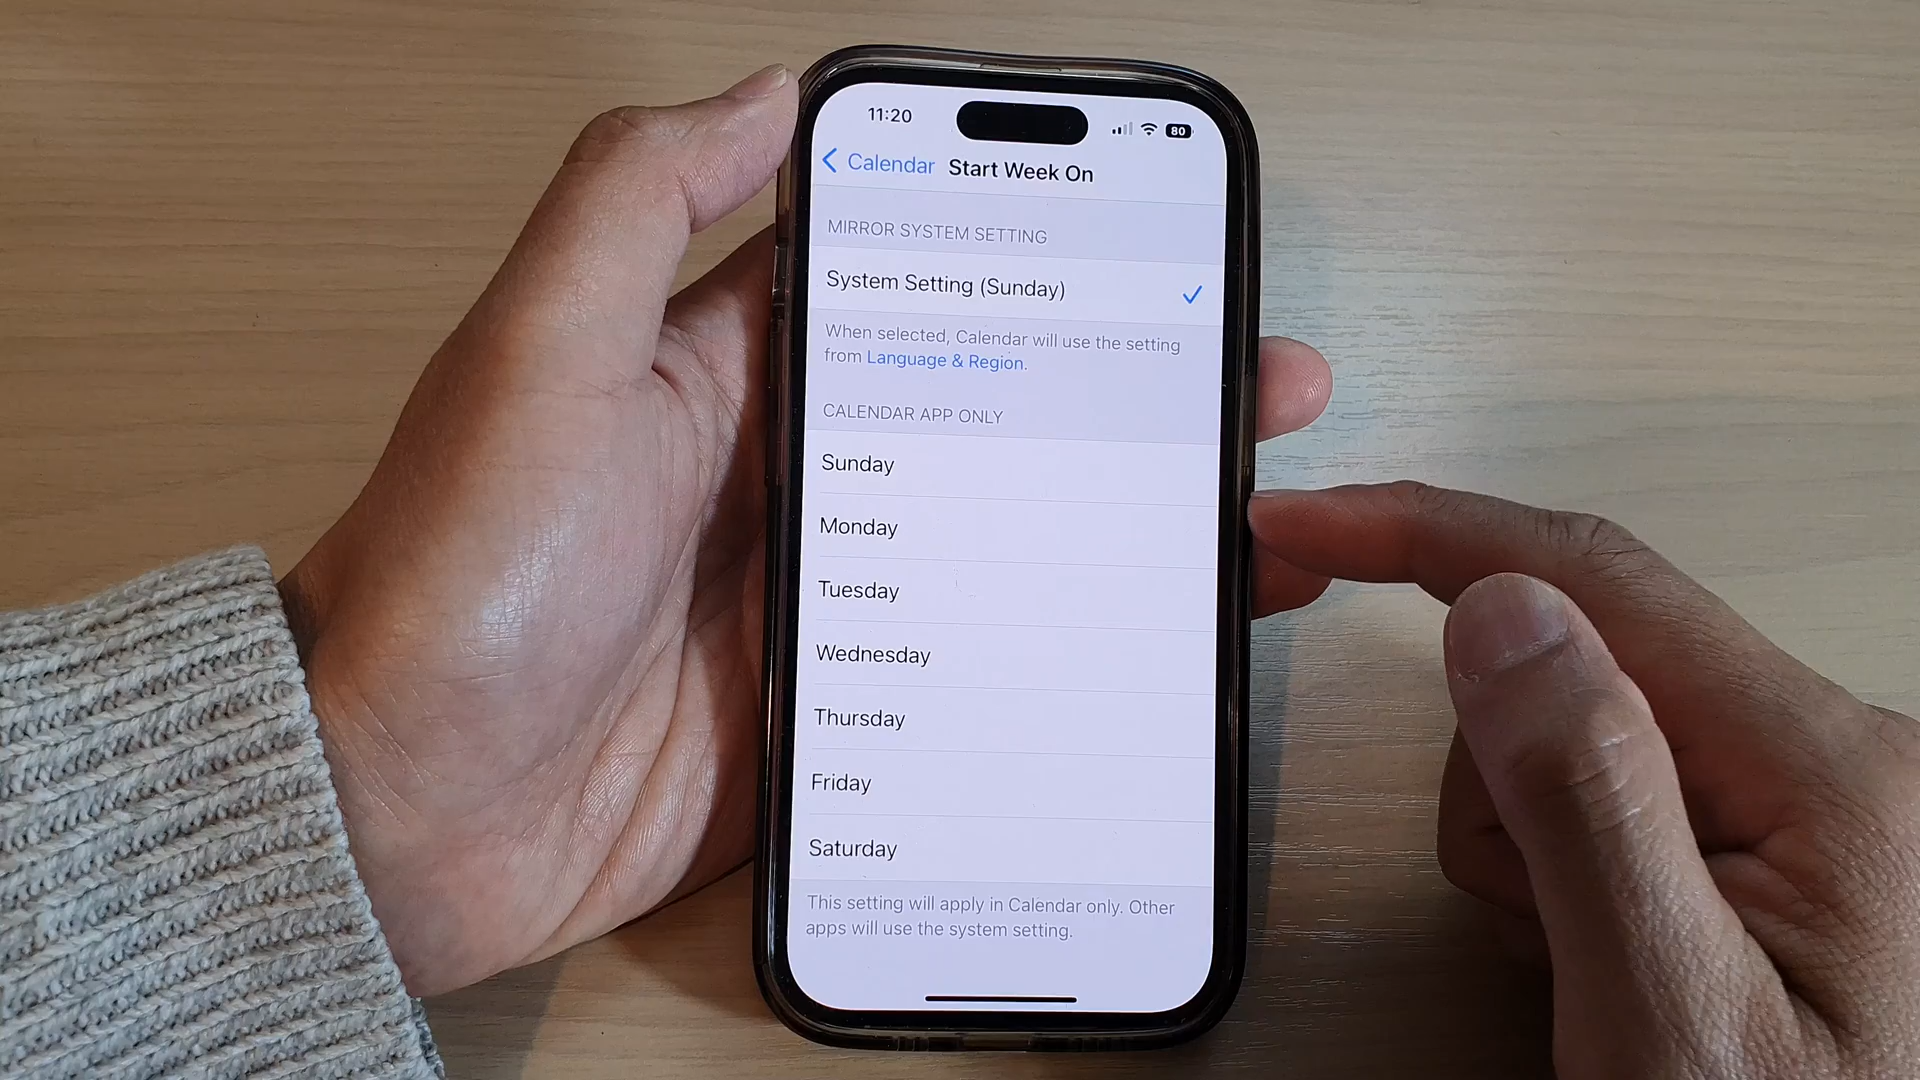 11:20
80
Calendar
Start Week On
MIRROR SYSTEM SETTING
System Setting (Sunday)
When selected, Calendar will use the setting
from Language & Region.
CALENDAR APP ONLY
Sunday
Monday
Tuesday
Wednesday
Thursday
Friday
Saturday
This setting will apply in Calendar only. Other
apps will use the system setting.